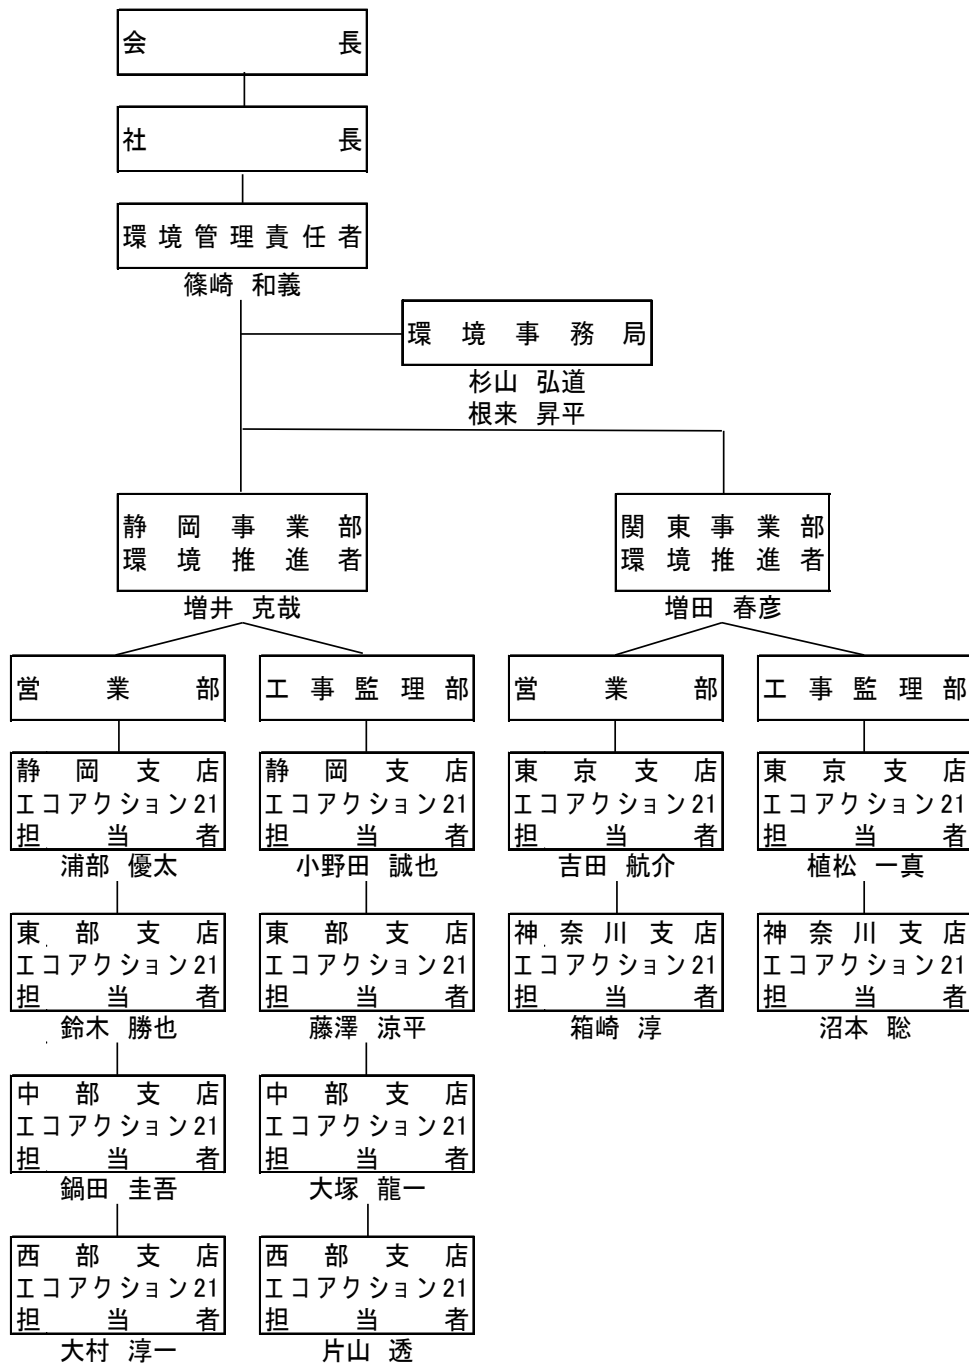 会長
社長
環境管理責任者
篠崎 和義
環境事務局
杉山 弘道
根来 昇平
静岡事業部
環境推進者
増井 克哉
関東事業部
環境推進者
増田 春彦
営業部
工事監理部
営業部
工事監理部
静岡支店
エコアクション21
担当者
浦部 優太
静岡支店
エコアクション21
担当者
小野田 誠也
東京支店
エコアクション21
担当者
吉田 航介
東京支店
エコアクション21
担当者
植松 一真
東部支店
エコアクション21
担当者
鈴木 勝也
東部支店
エコアクション21
担当者
藤澤 涼平
神奈川支店
エコアクション21
担当者
箱崎 淳
神奈川支店
エコアクション21
担当者
沼本 聡
中部支店
エコアクション21
担当者
鍋田 圭吾
中部支店
エコアクション21
担当者
大塚 龍一
西部支店
エコアクション21
担当者
大村 淳一
西部支店
エコアクション21
担当者
片山 透